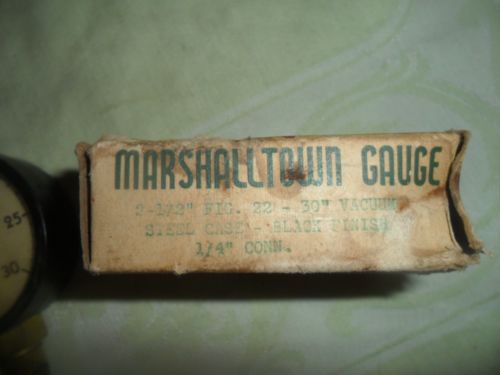 MARSHALLTOWN GAUGE
2-1/2" FIG. 22 - 30" VACUUM
STEEL CASE - BLACK FINISH
1/4" CONN.
25
30